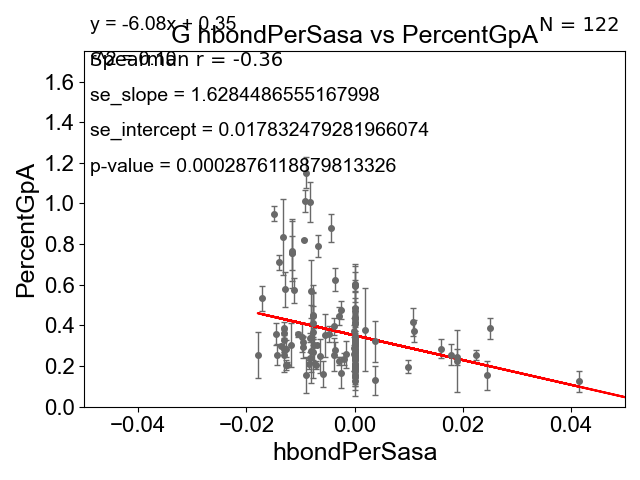 y = -6.08x + 0.35
N = 122
G hbondPerSasa vs PercentGpA
Spearman r = -0.36
se_slope = 1.6284486555167998
se_intercept = 0.017832479281966074
p-value = 0.0002876118879813326
PercentGpA
1.6
1.4
1.2
1.0
0.8
0.6
0.4
0.2
0.0
−0.04
−0.02
0.00
0.02
0.04
hbondPerSasa